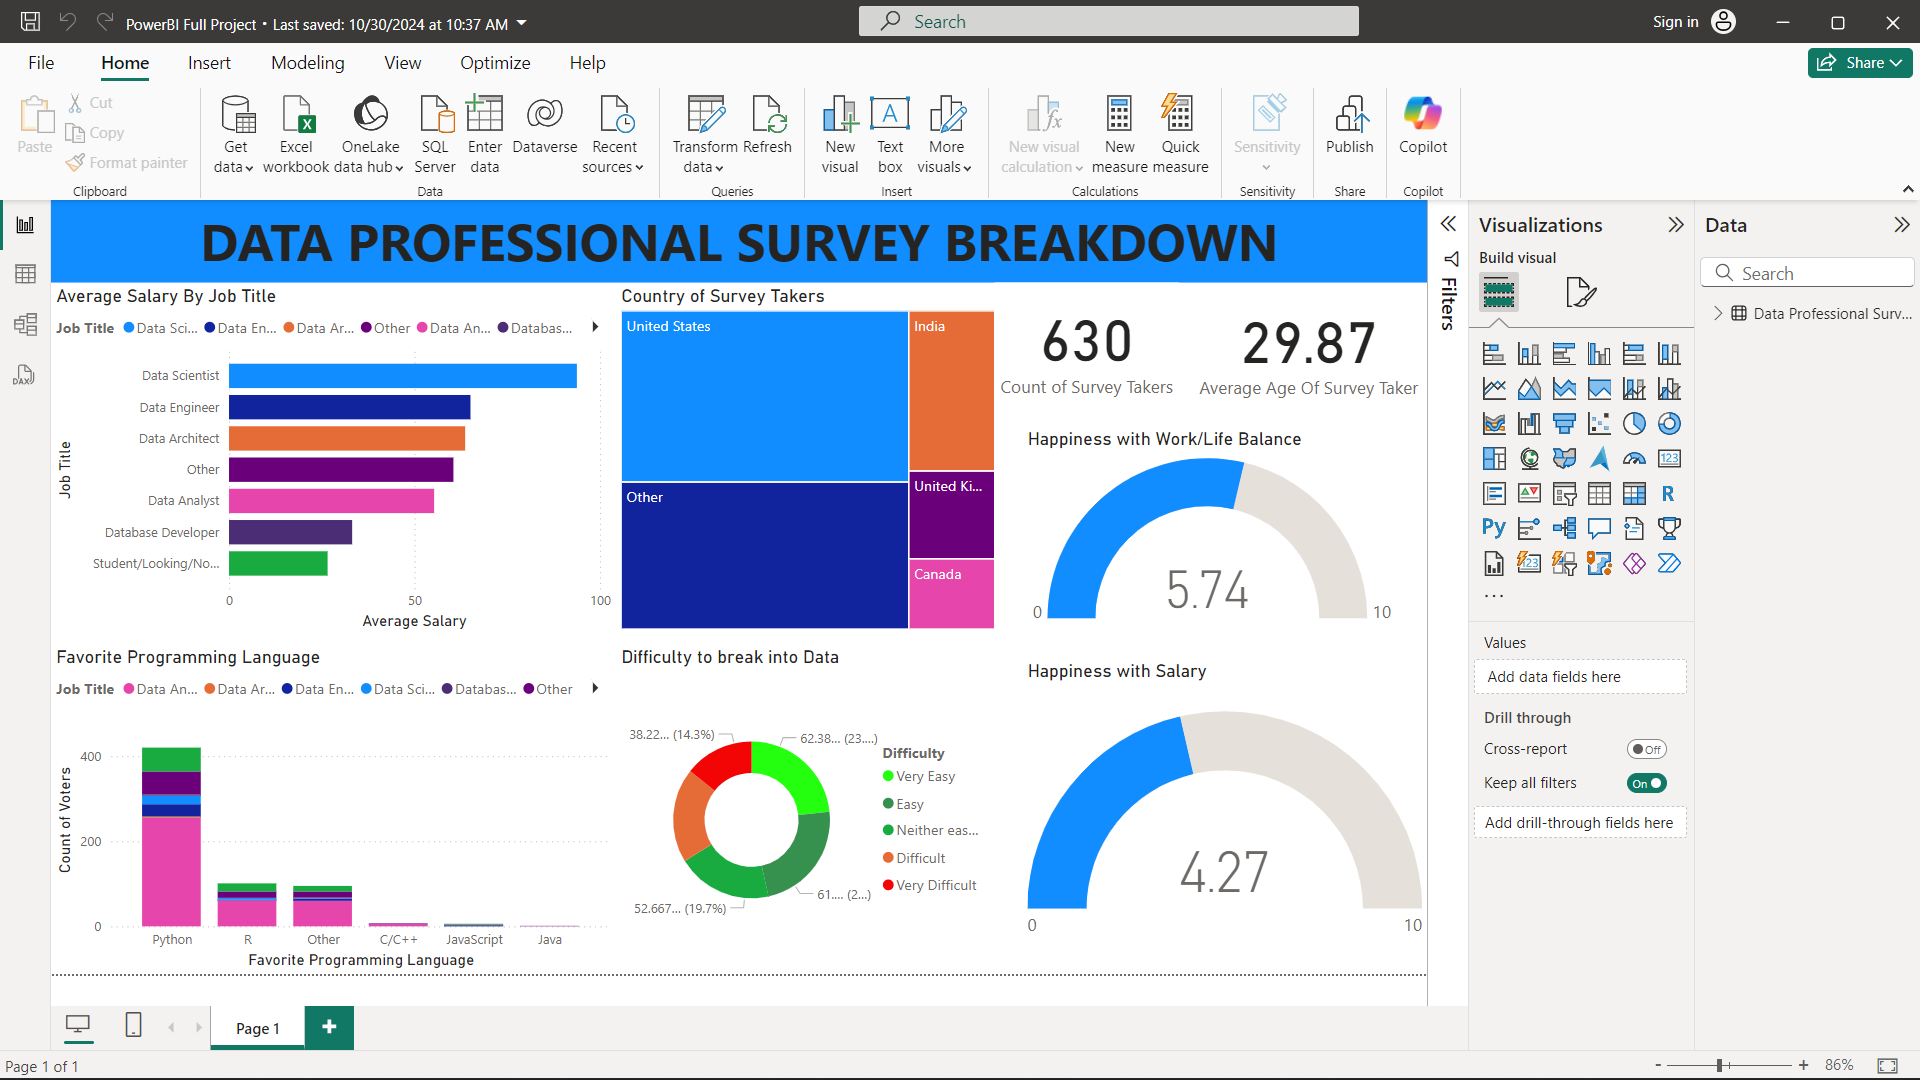 PowerBI Full Project • Last saved: 10/30/2024 at 10:37 AM
Search
Sign in
File
Home
Insert
Modeling
View
Optimize
Help
Share
Paste
Cut
Copy
Format painter
Clipboard
Get data
Excel workbook
OneLake data hub
SQL Server
Enter data
Dataverse
Recent sources
Data
Transform data
Refresh
Queries
New visual
Text box
More visuals
Insert
New visual calculation
New measure
Quick measure
Calculations
Sensitivity
Sensitivity
Publish
Share
Copilot
Copilot
DATA PROFESSIONAL SURVEY BREAKDOWN
Average Salary By Job Title
Job Title Data Sci... Data En... Data Ar... Other Data An... Databas...
Job Title
Data Scientist
Data Engineer
Data Architect
Other
Data Analyst
Database Developer
Student/Looking/No...
0 50 100
Average Salary
Country of Survey Takers
United States
India
Other
United Ki...
Canada
630
Count of Survey Takers
29.87
Average Age Of Survey Taker
Happiness with Work/Life Balance
5.74
0 10
Favorite Programming Language
Job Title Data An... Data Ar... Data En... Data Sci... Databas... Other
Count of Voters
400
200
0
Python R Other C/C++ JavaScript Java
Favorite Programming Language
Difficulty to break into Data
38.22... (14.3%)
62.38... (23....)
61.... (2...)
52.667... (19.7%)
Difficulty
Very Easy
Easy
Neither eas...
Difficult
Very Difficult
Happiness with Salary
4.27
0 10
Filters
Visualizations
Build visual
123
R
Py
123
Values
Add data fields here
Drill through
Cross-report Off
Keep all filters On
Add drill-through fields here
Data
Search
Data Professional Surv...
DAX
Page 1
Page 1 of 1
- + 86%